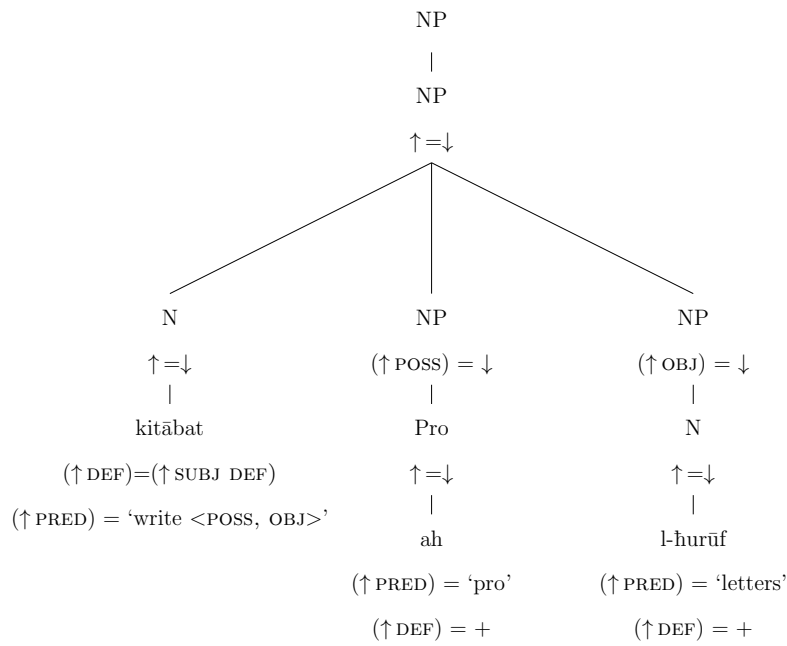 NP
NP
↑=↓
N NP NP
↑=↓ (↑POSS) = ↓ (↑OBJ) = ↓
kitābat Pro N
(↑DEF)=(↑SUBJ DEF) ↑=↓ ↑=↓
(↑PRED) = ‘write <POSS, OBJ>’
ah l-ħurūf
(↑PRED) = ‘pro’ (↑PRED) = ‘letters’
(↑DEF) = + (↑DEF) = +